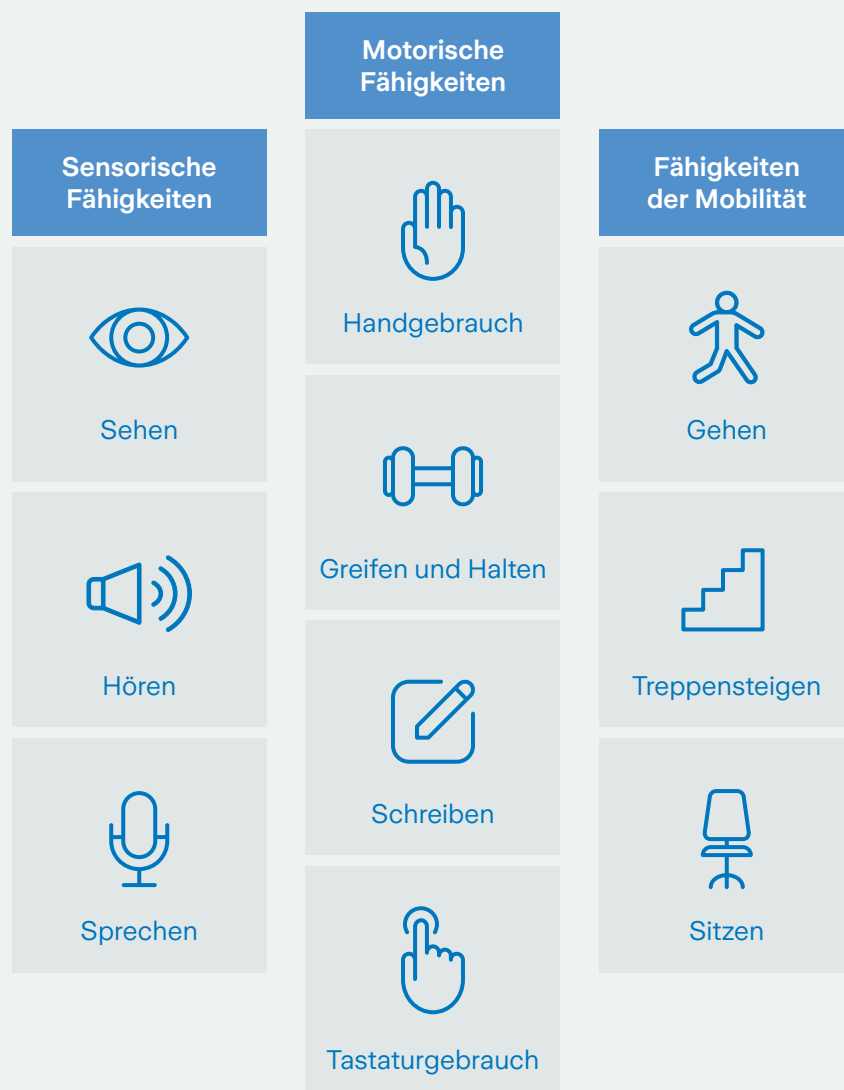 Sensorische
Fähigkeiten
Sehen
Hören
Sprechen
Motorische
Fähigkeiten
Handgebrauch
Greifen und Halten
Schreiben
Tastaturgebrauch
Fähigkeiten
der Mobilität
Gehen
Treppensteigen
Sitzen